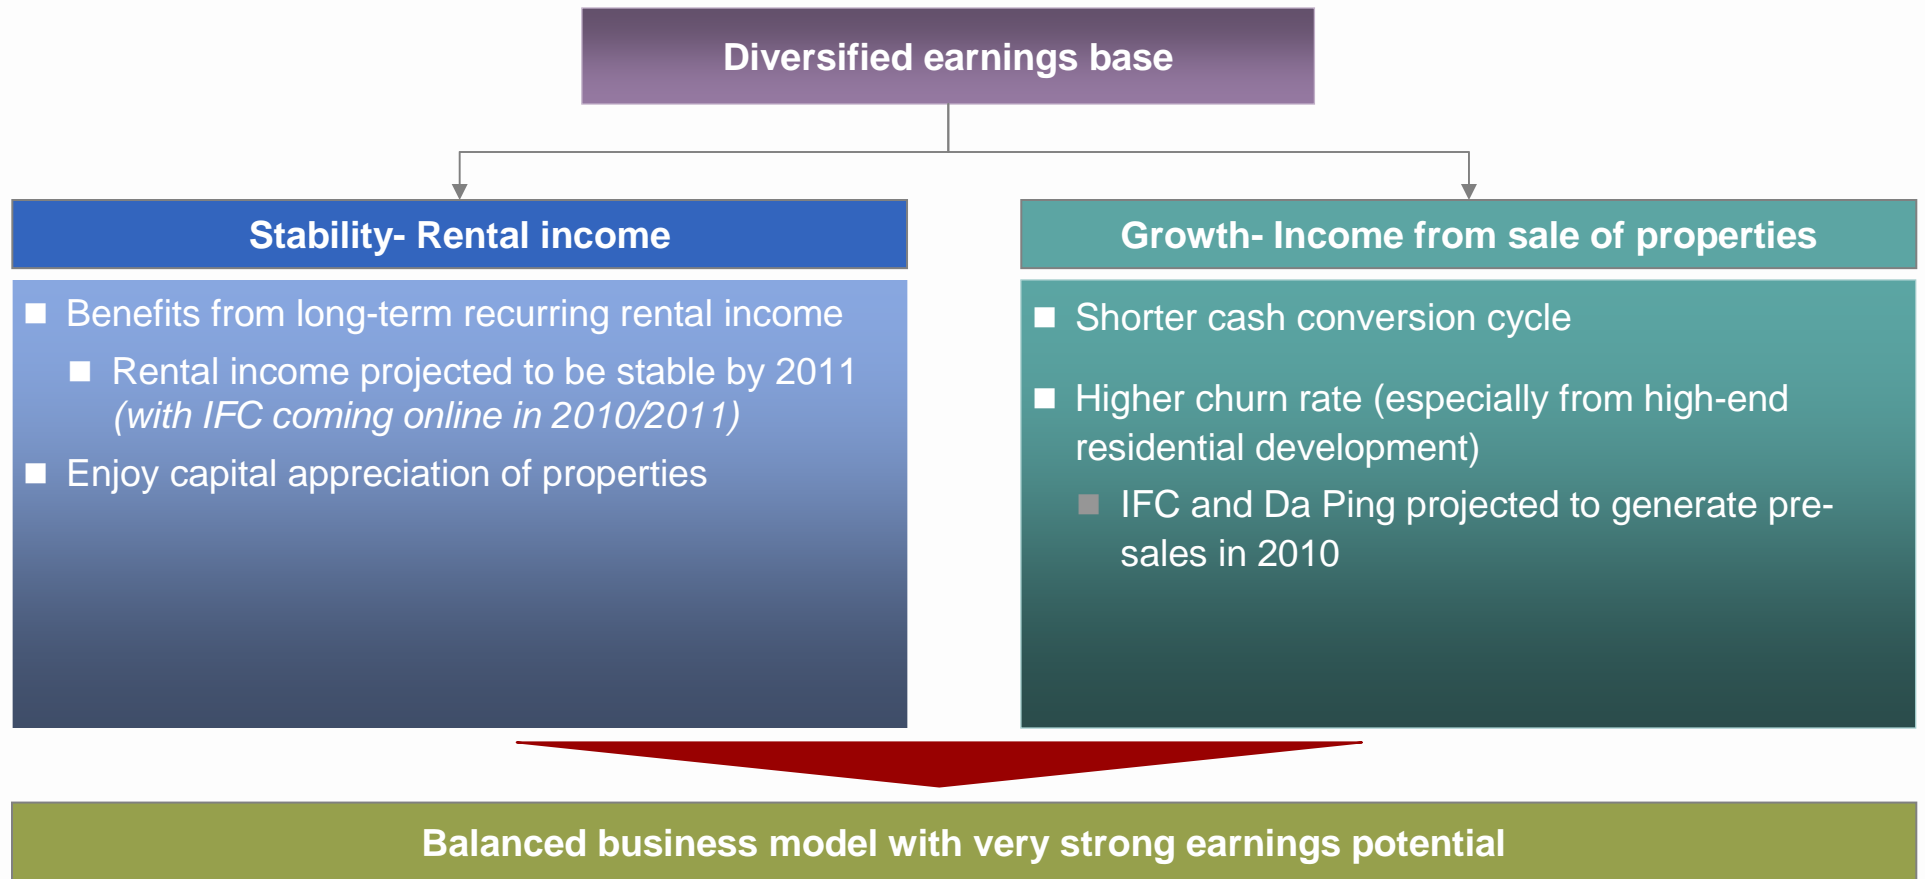 Diversified earnings base
Stability- Rental income
Benefits from long-term recurring rental income
Rental income projected to be stable by 2011
(with IFC coming online in 2010/2011)
Enjoy capital appreciation of properties
Growth- Income from sale of properties
Shorter cash conversion cycle
Higher churn rate (especially from high-end
residential development)
IFC and Da Ping projected to generate pre-
sales in 2010
Balanced business model with very strong earnings potential